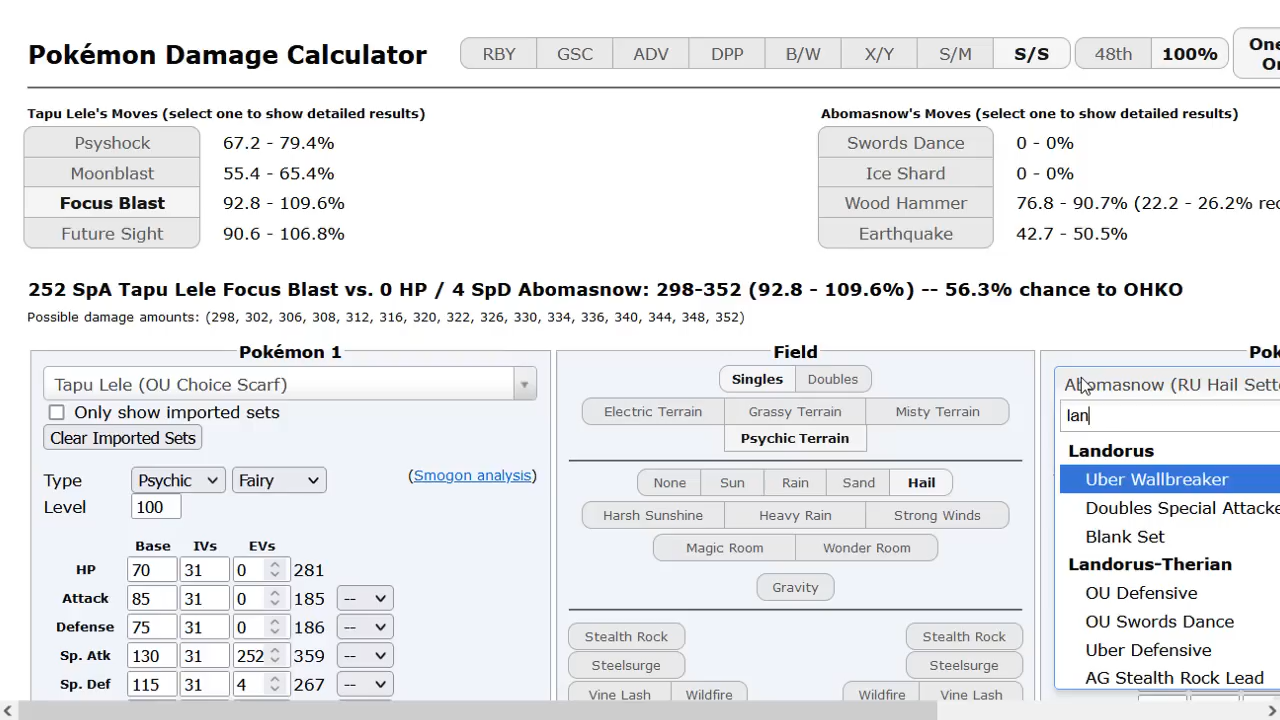 Pokémon Damage Calculator
RBY GSC ADV DPP B/W X/Y S/M S/S 48th 100% One
Tapu Lele's Moves (select one to show detailed results)
Psyshock 67.2 - 79.4%
Moonblast 55.4 - 65.4%
Focus Blast 92.8 - 109.6%
Future Sight 90.6 - 106.8%
Abomasnow's Moves (select one to show detailed results)
Swords Dance 0 - 0%
Ice Shard 0 - 0%
Wood Hammer 76.8 - 90.7% (22.2 - 26.2% rec
Earthquake 42.7 - 50.5%
252 SpA Tapu Lele Focus Blast vs. 0 HP / 4 SpD Abomasnow: 298-352 (92.8 - 109.6%) -- 56.3% chance to OHKO
Possible damage amounts: (298, 302, 306, 308, 312, 316, 320, 322, 326, 330, 334, 336, 340, 344, 348, 352)
Pokémon 1
Tapu Lele (OU Choice Scarf)
Only show imported sets
Clear Imported Sets
Type Psychic Fairy (Smogon analysis)
Level 100
Base IVs EVs
HP 70 31 0 281
Attack 85 31 0 185 --
Defense 75 31 0 186 --
Sp. Atk 130 31 252 359 --
Sp. Def 115 31 4 267 --
Field
Singles Doubles
Electric Terrain Grassy Terrain Misty Terrain
Psychic Terrain
None Sun Rain Sand Hail
Harsh Sunshine Heavy Rain Strong Winds
Magic Room Wonder Room
Gravity
Stealth Rock Stealth Rock
Steelsurge Steelsurge
Vine Lash Wildfire Wildfire Vine Lash
Pok
Abomasnow (RU Hail Sette
lan
Landorus
Uber Wallbreaker
Doubles Special Attacke
Blank Set
Landorus-Therian
OU Defensive
OU Swords Dance
Uber Defensive
AG Stealth Rock Lead